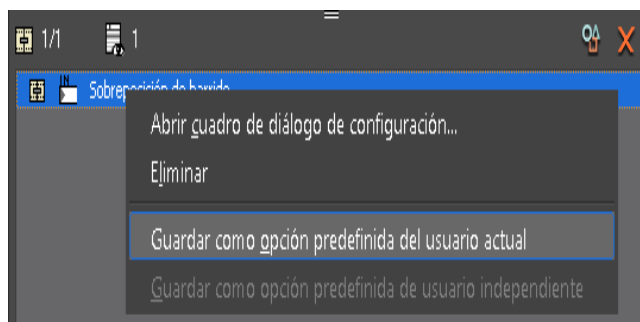 1/1 1
IN Sobreposición de barrido
Abrir cuadro de diálogo de configuración...
Eliminar
Guardar como opción predefinida del usuario actual
Guardar como opción predefinida de usuario independiente